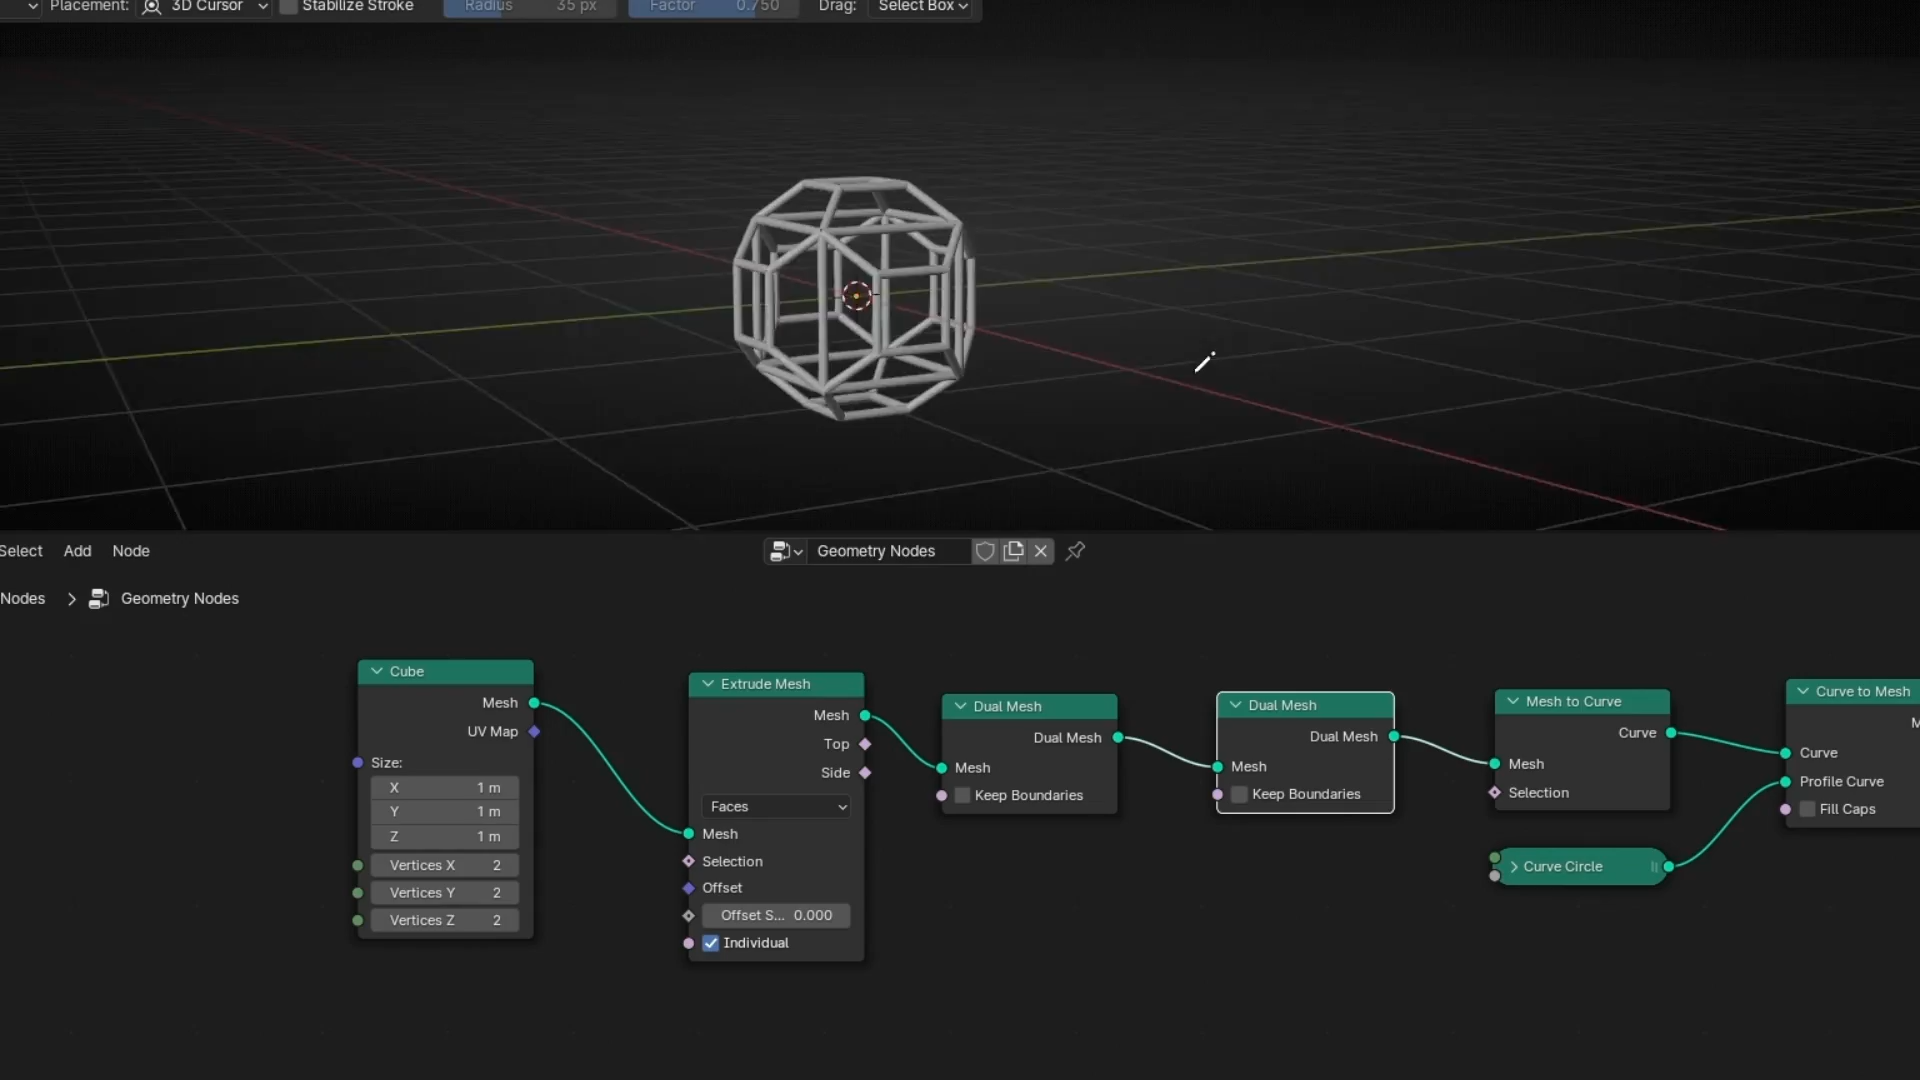 Placement: 3D Cursor Stabilize Stroke Radius 35 px Factor 0.750 Drag: Select Box
Select Add Node Geometry Nodes
Nodes > Geometry Nodes
Cube
Mesh
UV Map
Size:
X 1 m
Y 1 m
Z 1 m
Vertices X 2
Vertices Y 2
Vertices Z 2
Extrude Mesh
Mesh
Top
Side
Faces
Mesh
Selection
Offset
Offset S... 0.000
Individual
Dual Mesh
Dual Mesh
Mesh
Keep Boundaries
Dual Mesh
Dual Mesh
Mesh
Keep Boundaries
Mesh to Curve
Curve
Mesh
Selection
Curve Circle
Curve to Mesh
Curve
Profile Curve
Fill Caps